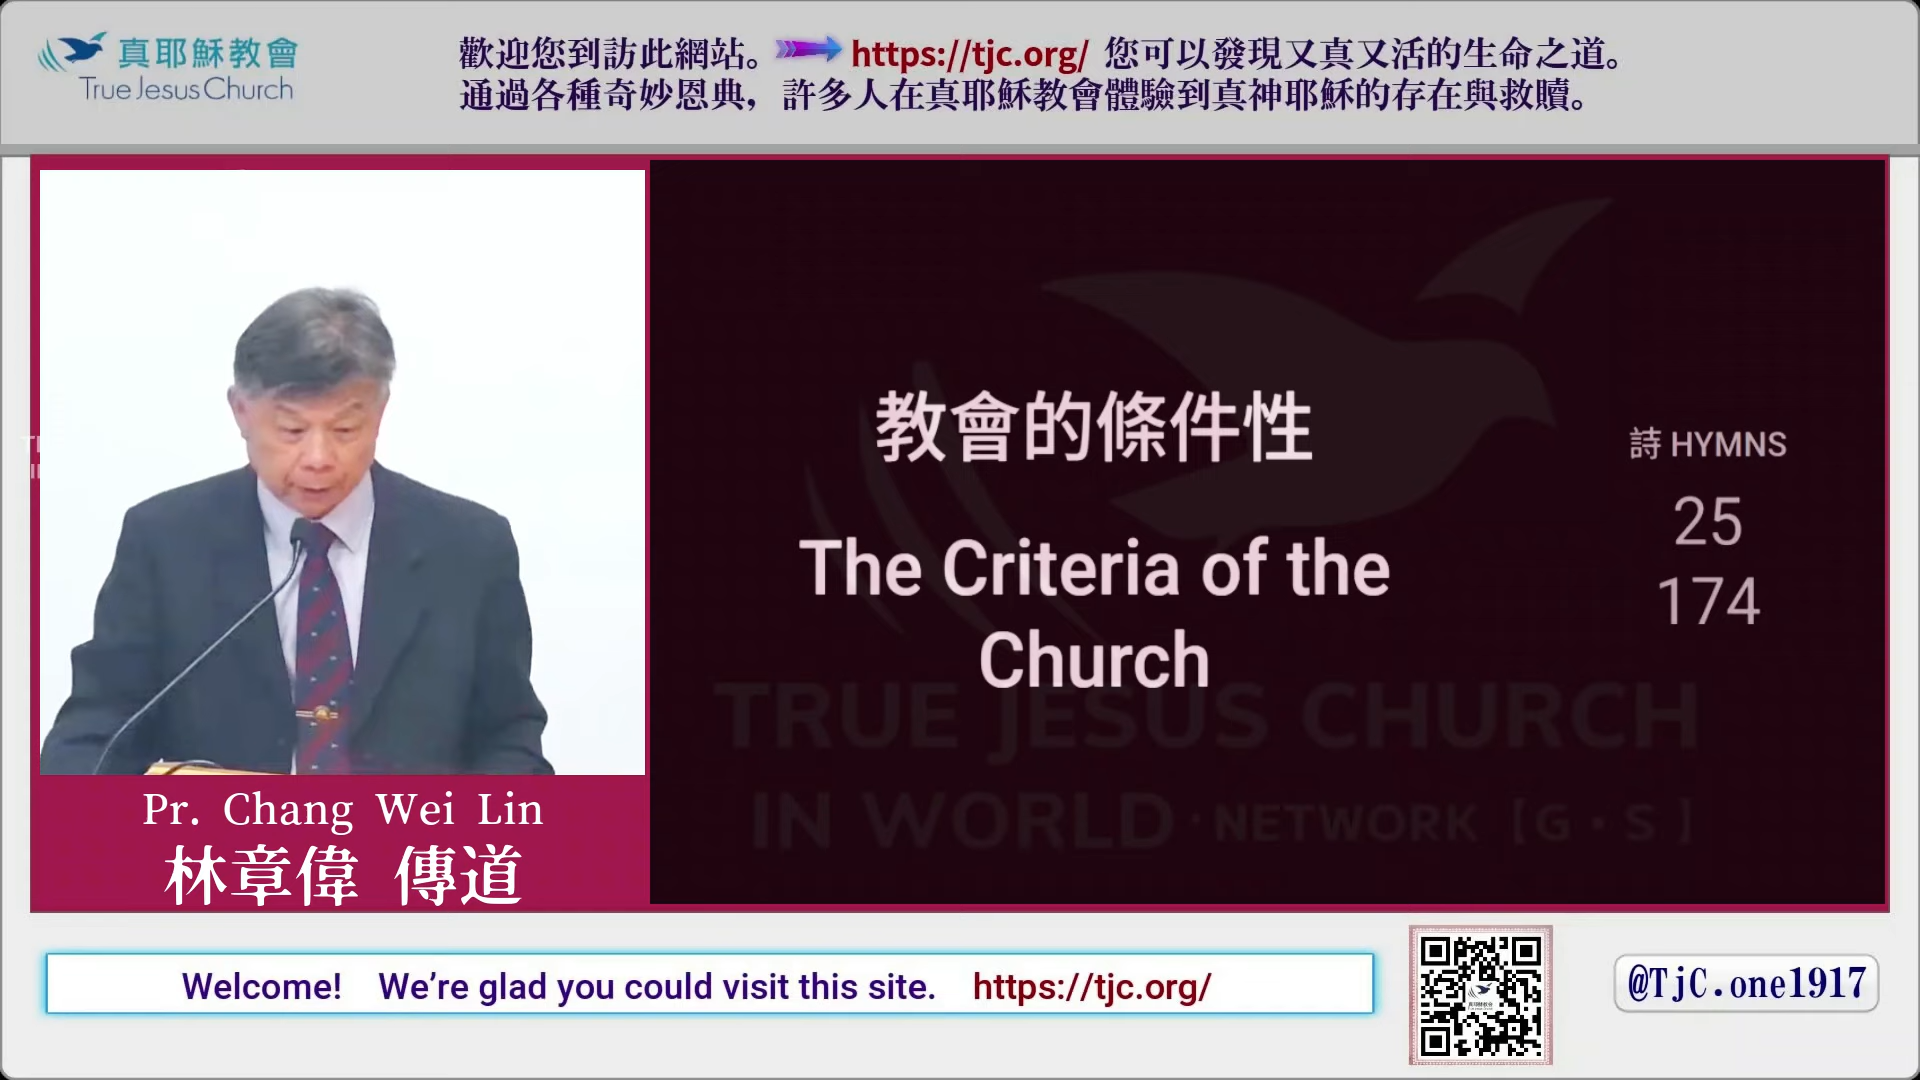 真耶穌教會
True Jesus Church
歡迎您到訪此網站。 https://tjc.org/ 您可以發現又真又活的生命之道。
通過各種奇妙恩典，許多人在真耶穌教會體驗到真神耶穌的存在與救贖。
教會的條件性
The Criteria of the
Church
詩 HYMNS
25
174
TRUE JESUS CHURCH
IN WORLD · NETWORK [G · S ]
Pr. Chang Wei Lin
林章偉 傳道
Welcome! We’re glad you could visit this site. https://tjc.org/
@TjC.one1917